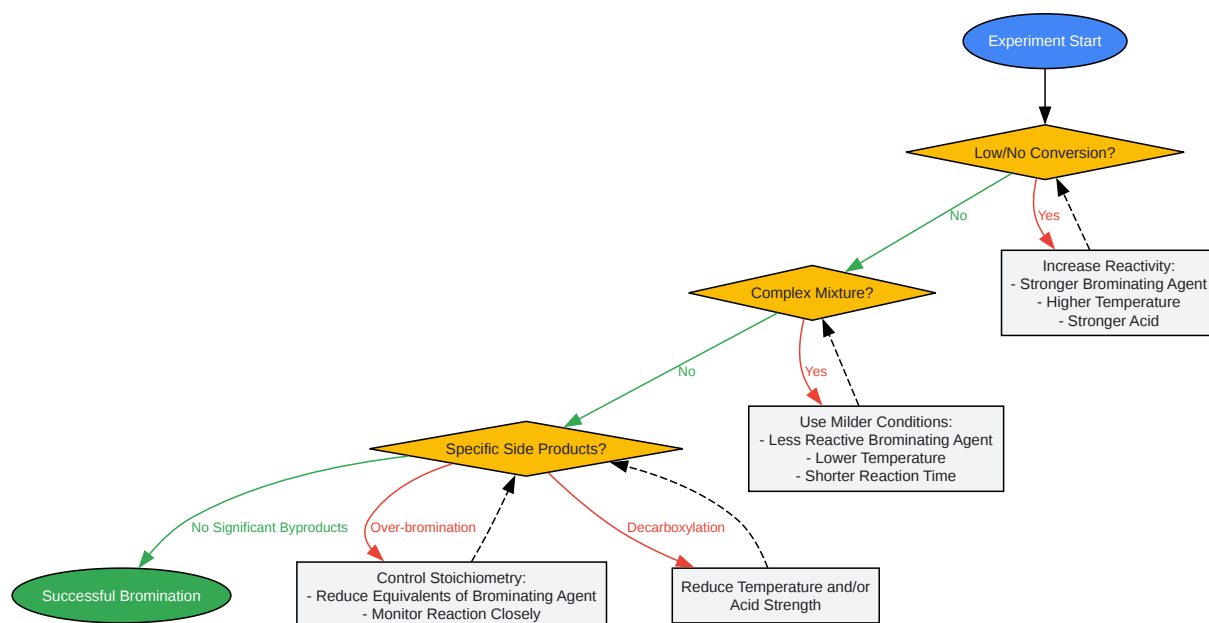 Experiment Start
Low/No Conversion?
No
Yes
Increase Reactivity:
- Stronger Brominating Agent
- Higher Temperature
- Stronger Acid
Complex Mixture?
No
Yes
Use Milder Conditions:
- Less Reactive Brominating Agent
- Lower Temperature
- Shorter Reaction Time
Specific Side Products?
No Significant Byproducts
Over-bromination
Decarboxylation
Successful Bromination
Control Stoichiometry:
- Reduce Equivalents of Brominating Agent
- Monitor Reaction Closely
Reduce Temperature and/or
Acid Strength